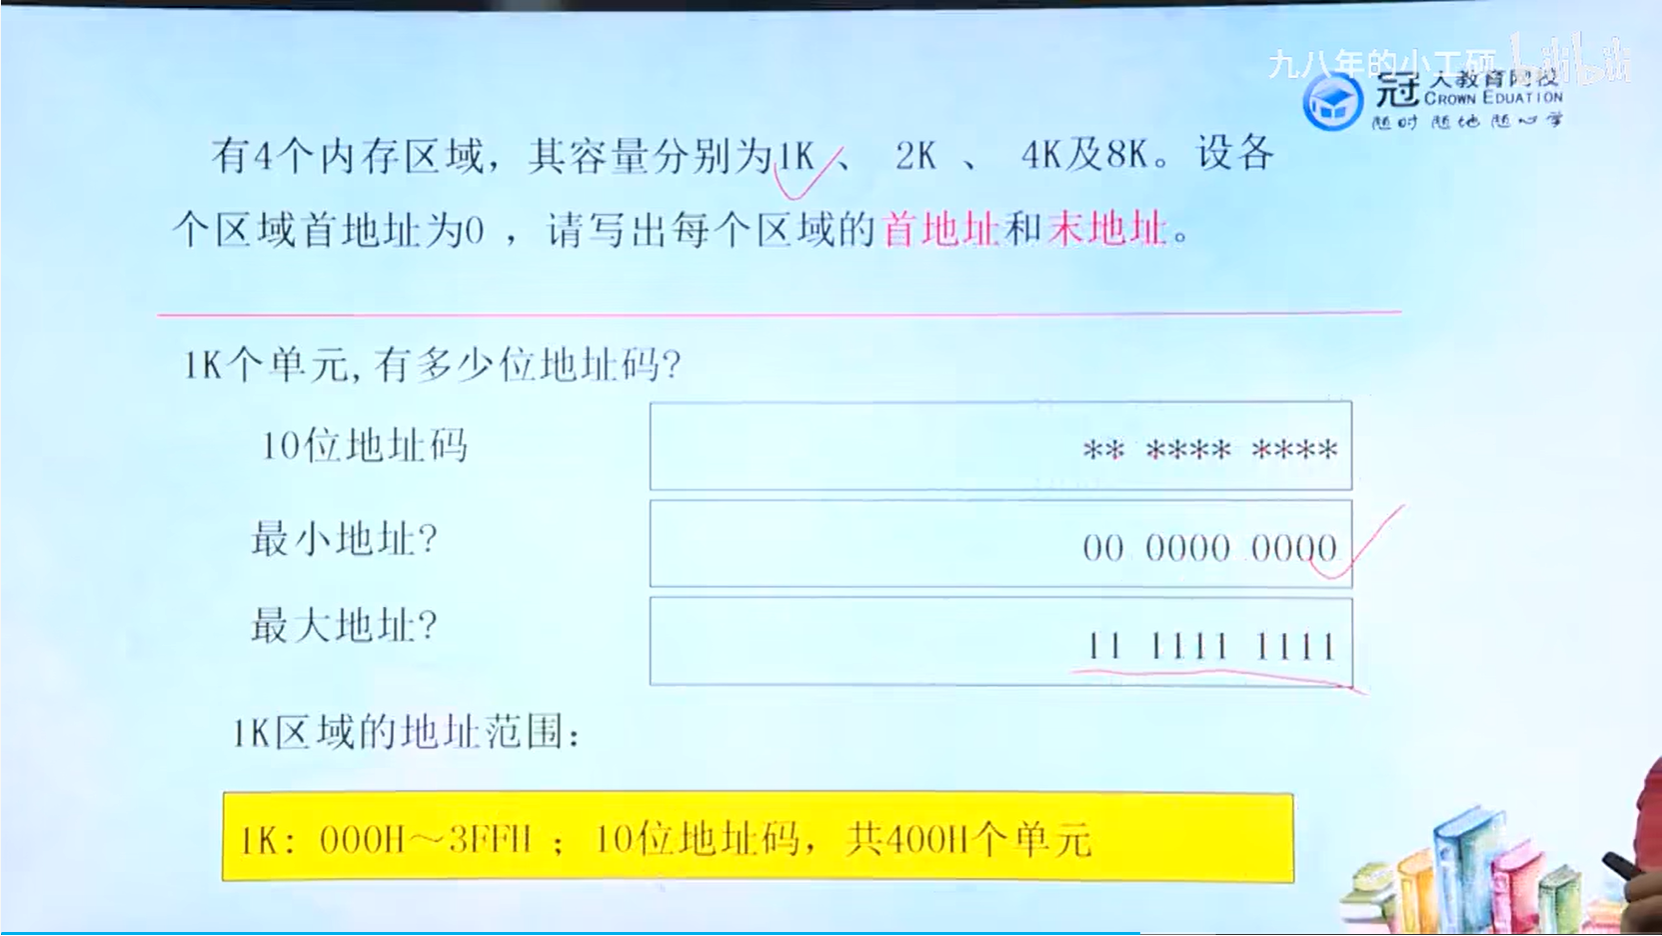 九八年的小工硕 bilibili
冠人教育网校
CROWN EDUATION
随时 随地 随心学
有4个内存区域，其容量分别为1K 、 2K 、 4K及8K。设各
个区域首地址为0 ，请写出每个区域的首地址和末地址。
1K个单元,有多少位地址码?
10位地址码
** **** ****
最小地址?
00 0000 0000
最大地址?
11 1111 1111
1K区域的地址范围：
1K: 000H～3FFH ；10位地址码，共400H个单元